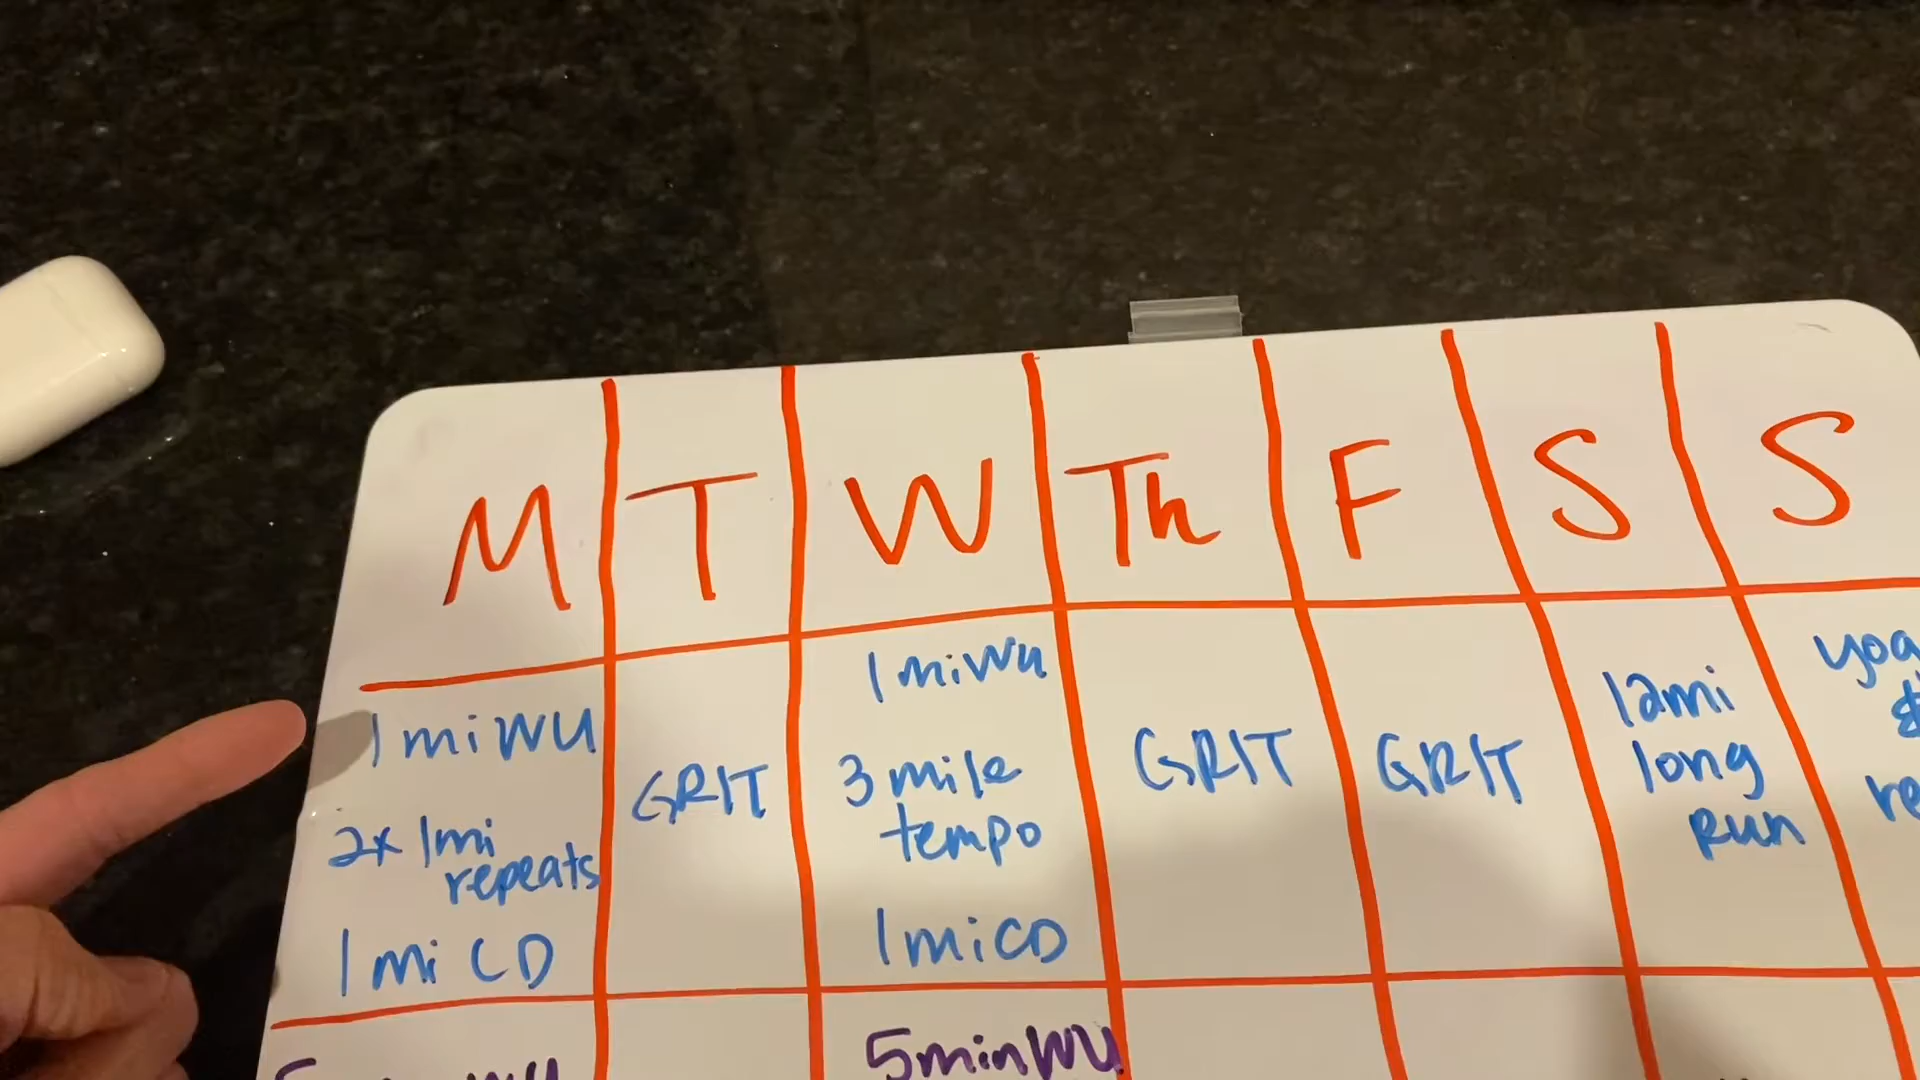 M T W Th F S S
1 mi WU
2x 1mi
repeats
1 mi CD
GRIT
1 mi WU
3 mile
tempo
1 mi CD
GRIT
GRIT
12mi
long
run
&
5min WU